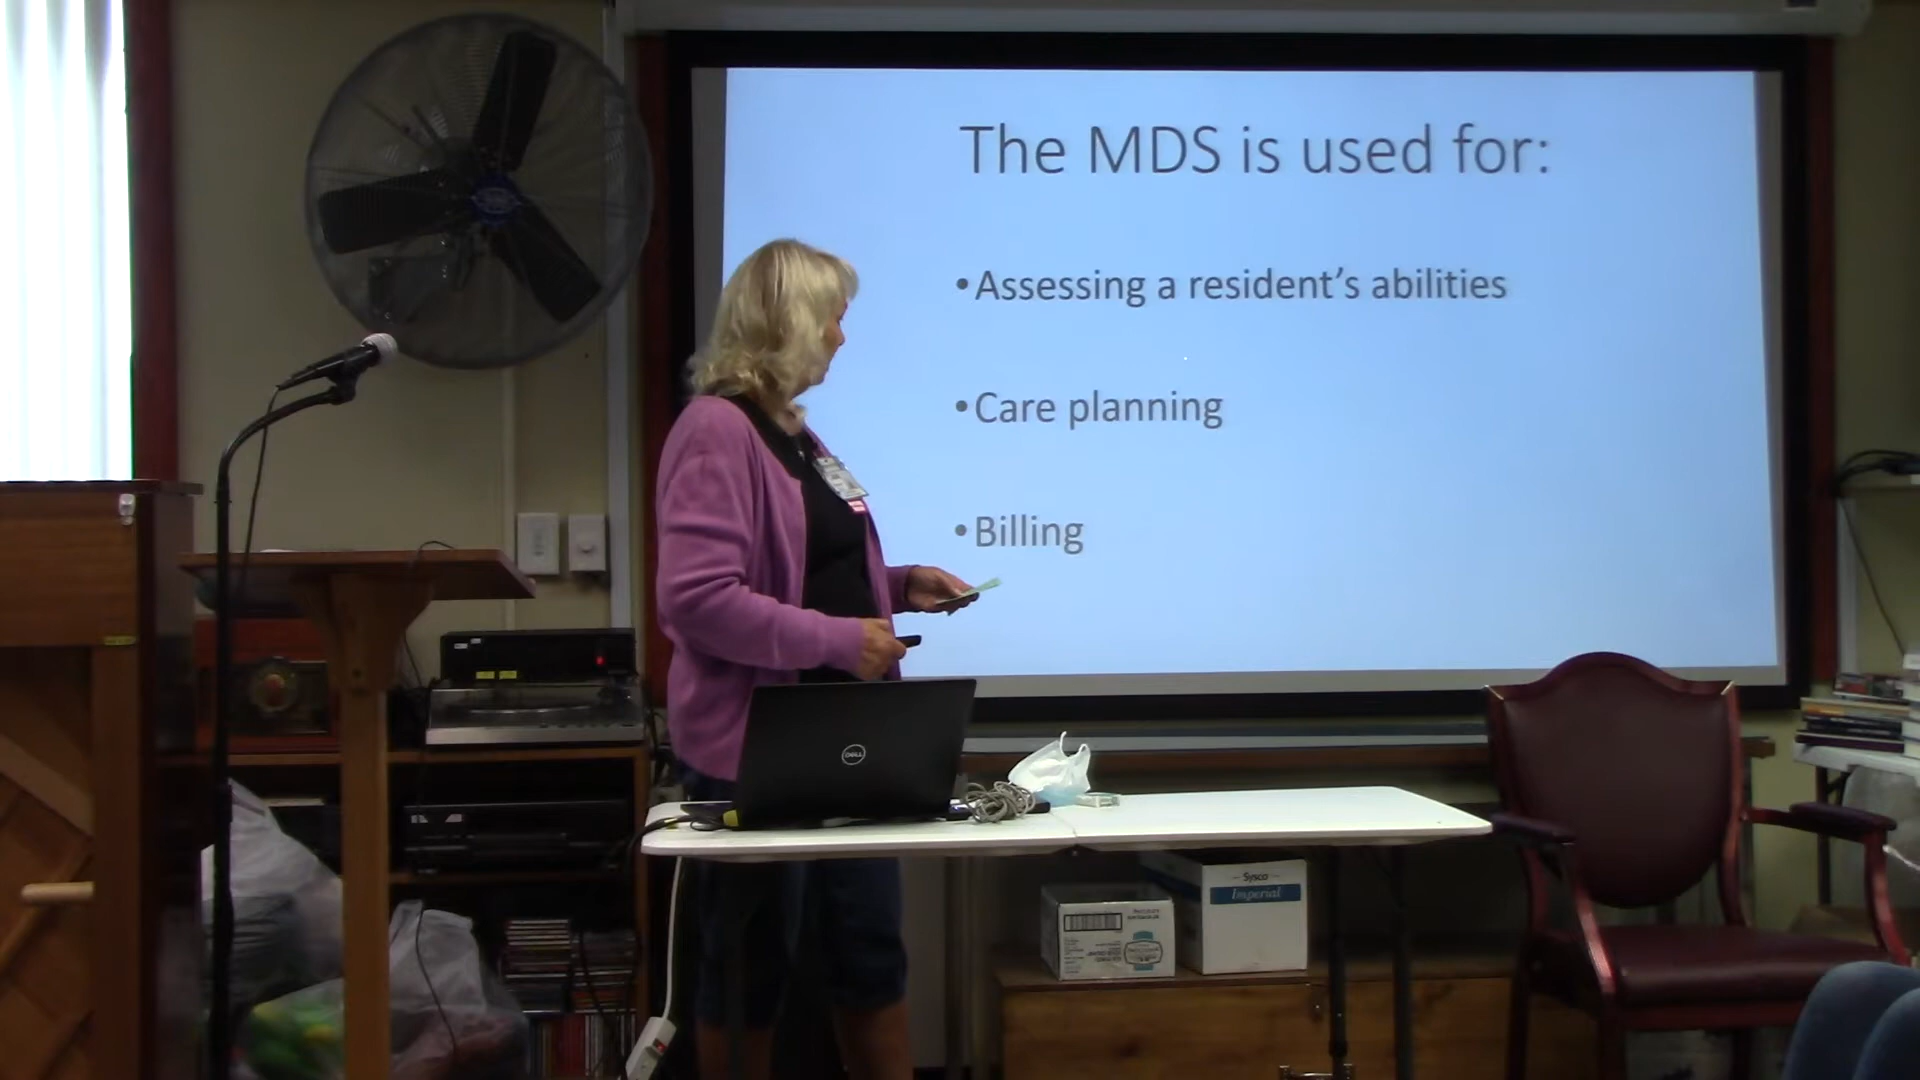 The MDS is used for:
•Assessing a resident's abilities
•Care planning
•Billing
DELL
Sysco
Imperial